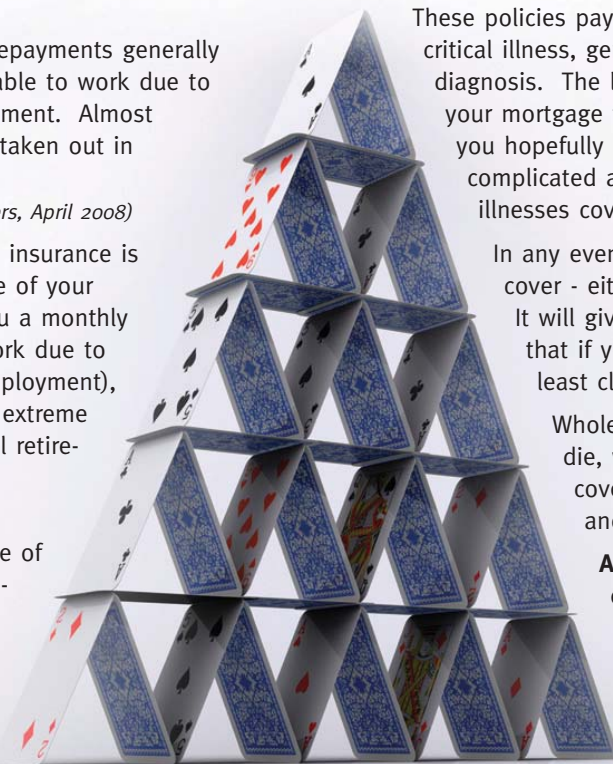 epayments generally
able to work due to
ment. Almost
taken out in
rs, April 2008)
insurance is
e of your
u a monthly
rk due to
ployment),
extreme
l retire-
e of
-
These policies pay
critical illness, ge
diagnosis. The
your mortgage
you hopefully
complicated a
illnesses cov
In any even
cover - eit
It will giv
that if y
least cl
Whole
die,
cove
and
A